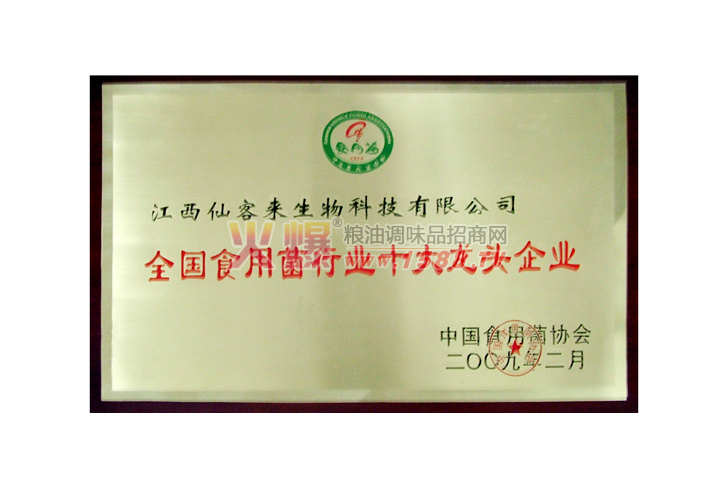 江西仙客来生物科技有限公司
火爆®粮油调味品招商网
全国食用菌行业十大龙头企业
中国食用菌协会
二〇〇九年二月